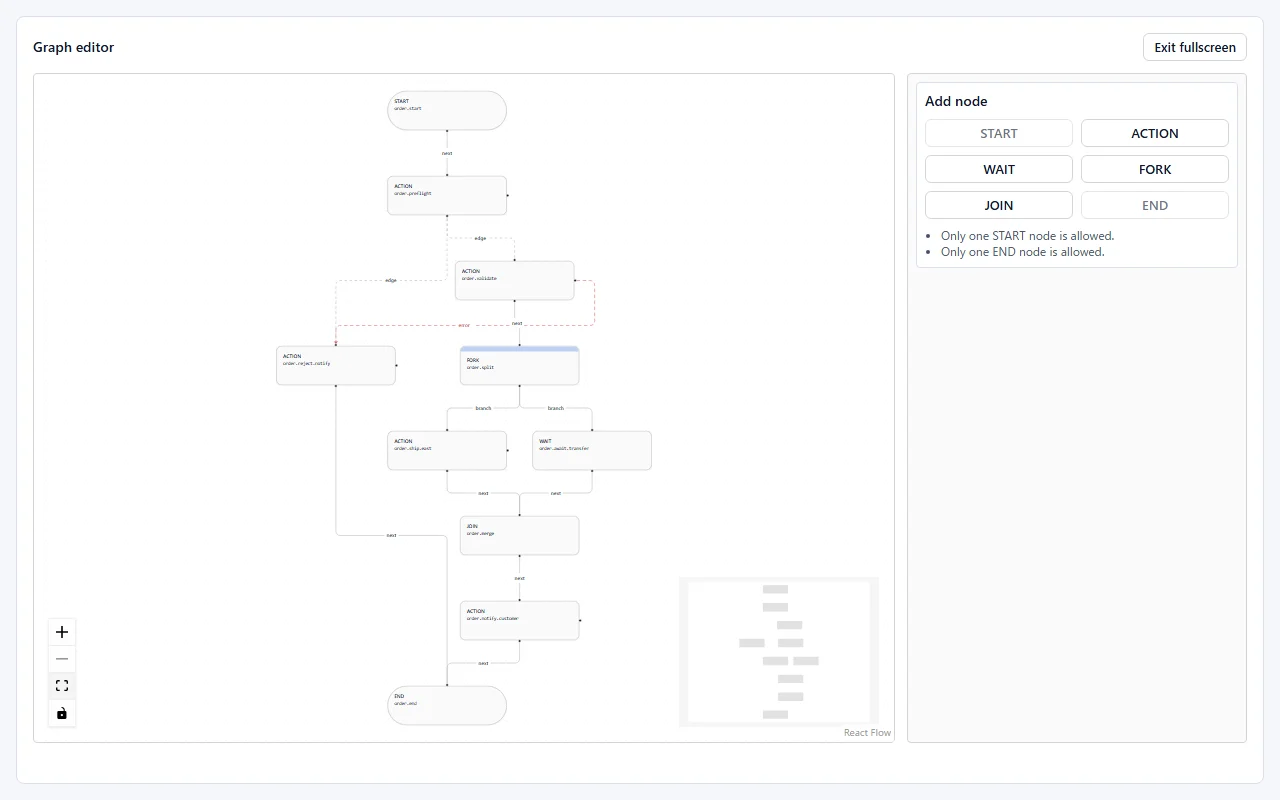 Graph editor
Exit fullscreen
START
order.start
next
ACTION
order.preflight
edge
ACTION
order.validate
edge
error
next
ACTION
order.reject.notify
FORK
order.split
branch
branch
ACTION
order.ship.east
WAIT
order.await.transfer
next
next
JOIN
order.merge
next
next
ACTION
order.notify.customer
next
END
order.end
React Flow
Add node
START
ACTION
WAIT
FORK
JOIN
END
Only one START node is allowed.
Only one END node is allowed.